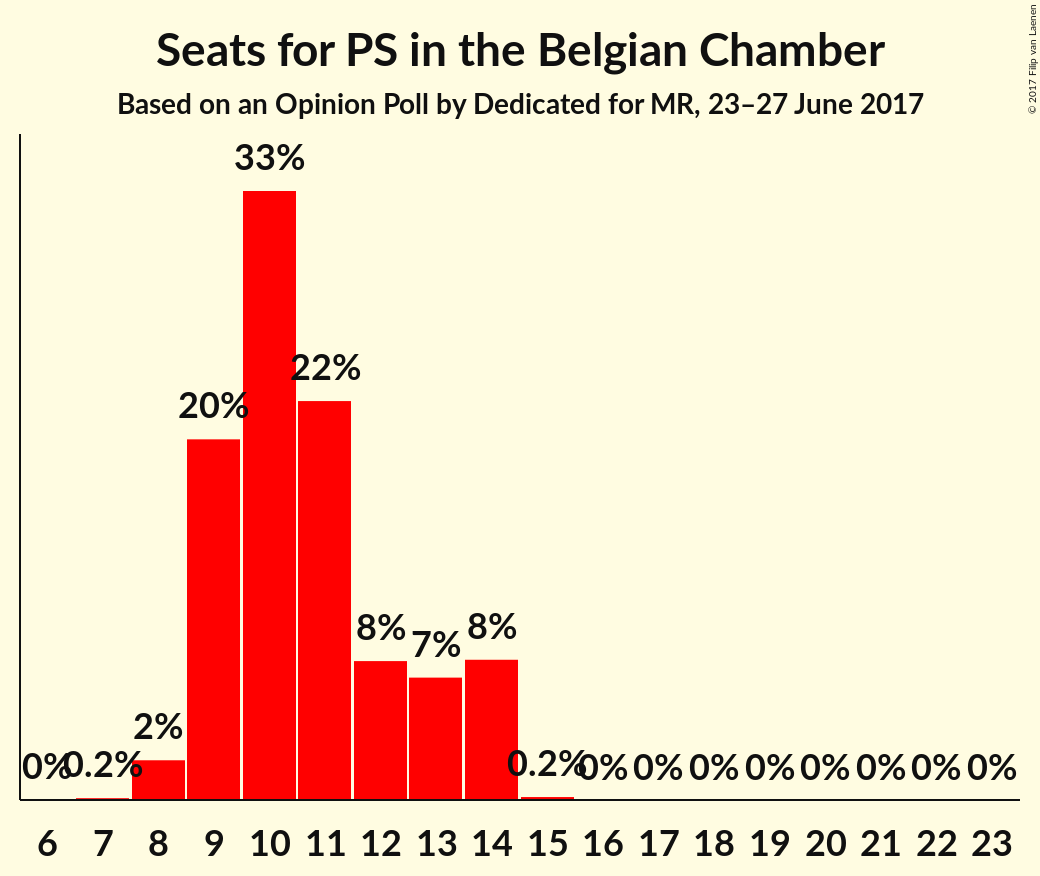 Seats for PS in the Belgian Chamber
Based on an Opinion Poll by Dedicated for MR, 23–27 June 2017
© 2017 Filip van Laenen
0% 0.2% 2% 20% 33% 22% 8% 7% 8% 0.2% 0% 0% 0% 0% 0% 0% 0% 0%
6 7 8 9 10 11 12 13 14 15 16 17 18 19 20 21 22 23